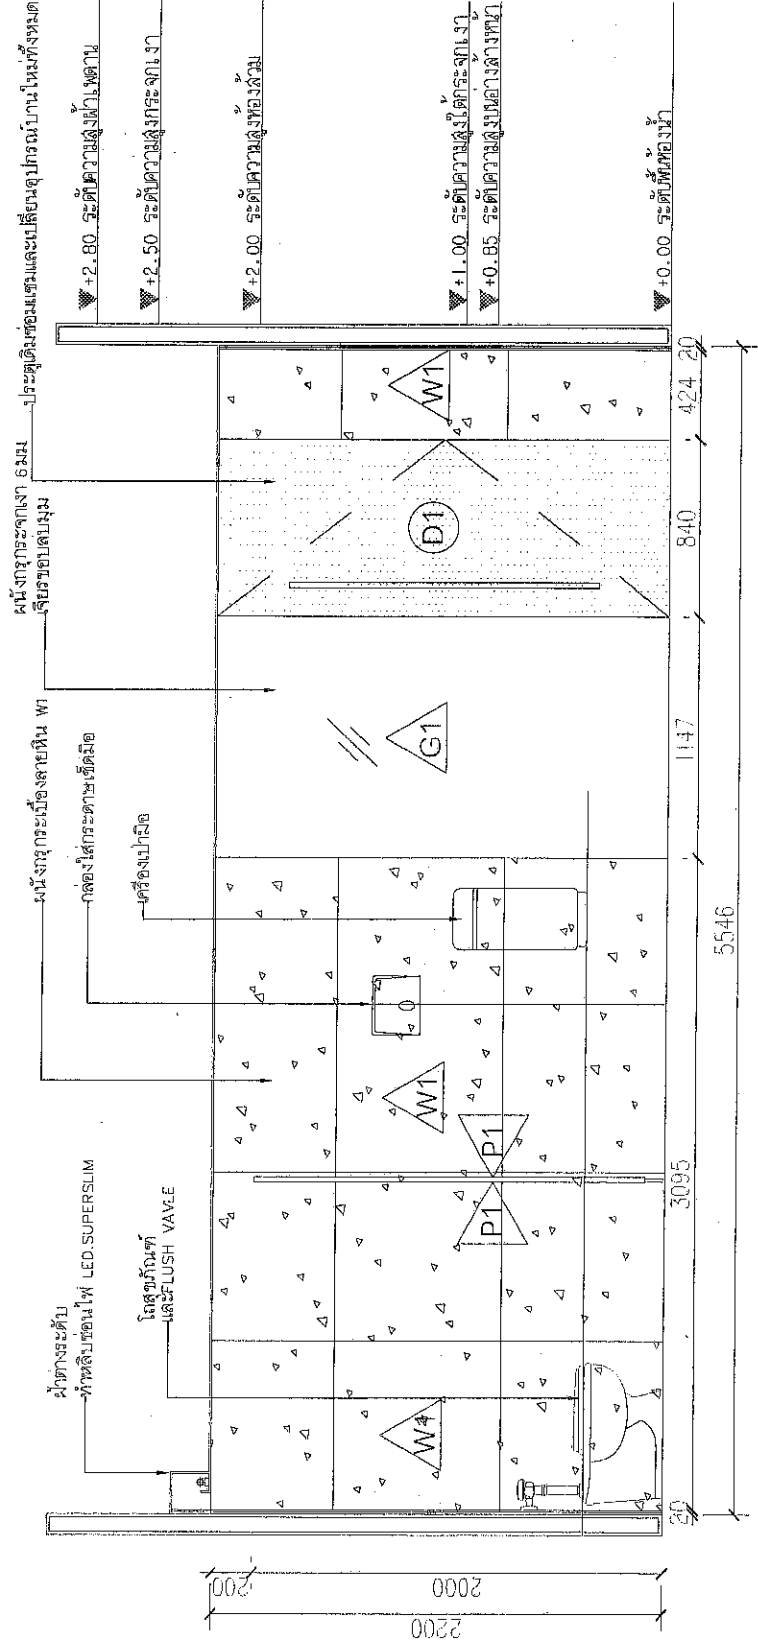 ฝ้าต่างระดับ
ทำหลืบซ่อนไฟ LED.SUPERSLIM
โถสุขภัณฑ์
และFLUSH VAVLE
ผนังกรุกระเบื้องลายหิน W1
กล่องใส่กระดาษเช็ดมือ
เครื่องเป่ามือ
ผนังกรุกระจกเงา 6มม
เจียรขอบลบมุม
ประตูเดิมซ่อมแซมและเปลี่ยนอุปกรณ์บานใหม่ทั้งหมด
+2.80 ระดับความสูงฝ้าเพดาน
+2.50 ระดับความสูงกระจกเงา
+2.00 ระดับความสูงห้องส้วม
+1.00 ระดับความสูงใต้กระจกเงา
+0.85 ระดับความสูงบนอ่างล้างหน้า
+0.00 ระดับพื้นห้องน้ำ
W4
P1
P1
W1
G1
D1
W1
200
2000
2200
20
3095
1147
840
424
20
5546